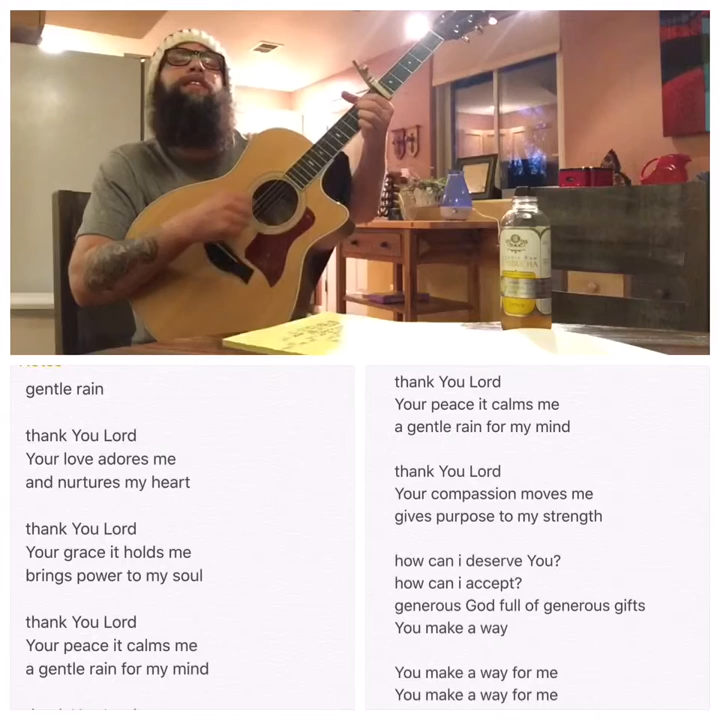 gentle rain
thank You Lord
Your love adores me
and nurtures my heart
thank You Lord
Your grace it holds me
brings power to my soul
thank You Lord
Your peace it calms me
a gentle rain for my mind
thank You Lord
Your peace it calms me
a gentle rain for my mind
thank You Lord
Your compassion moves me
gives purpose to my strength
how can i deserve You?
how can i accept?
generous God full of generous gifts
You make a way
You make a way for me
You make a way for me